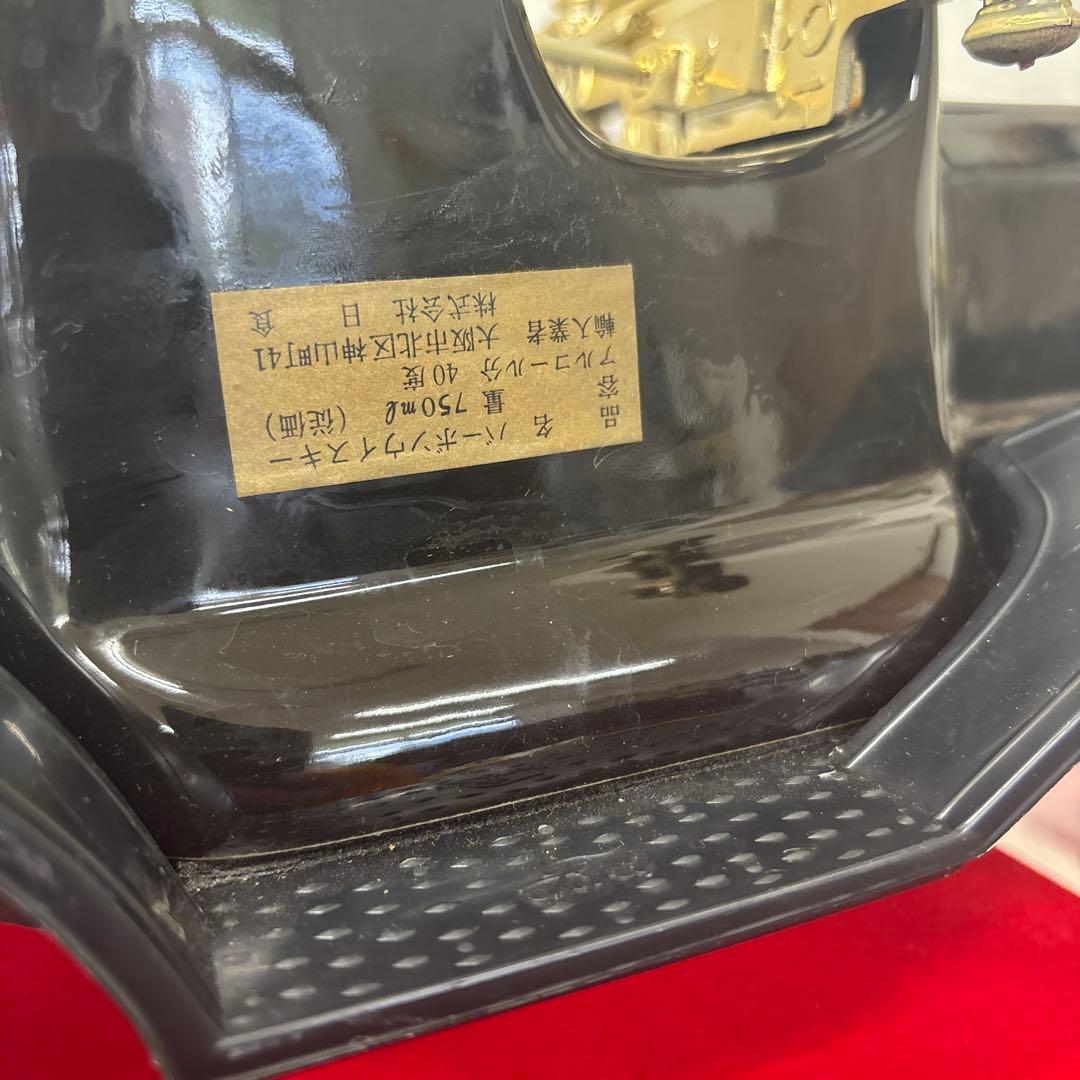 品名 バーボンウイスキー
容量 750ml (従価)
アルコール分 40度
輸入業者 大阪市北区神山町41
株式会社 日食